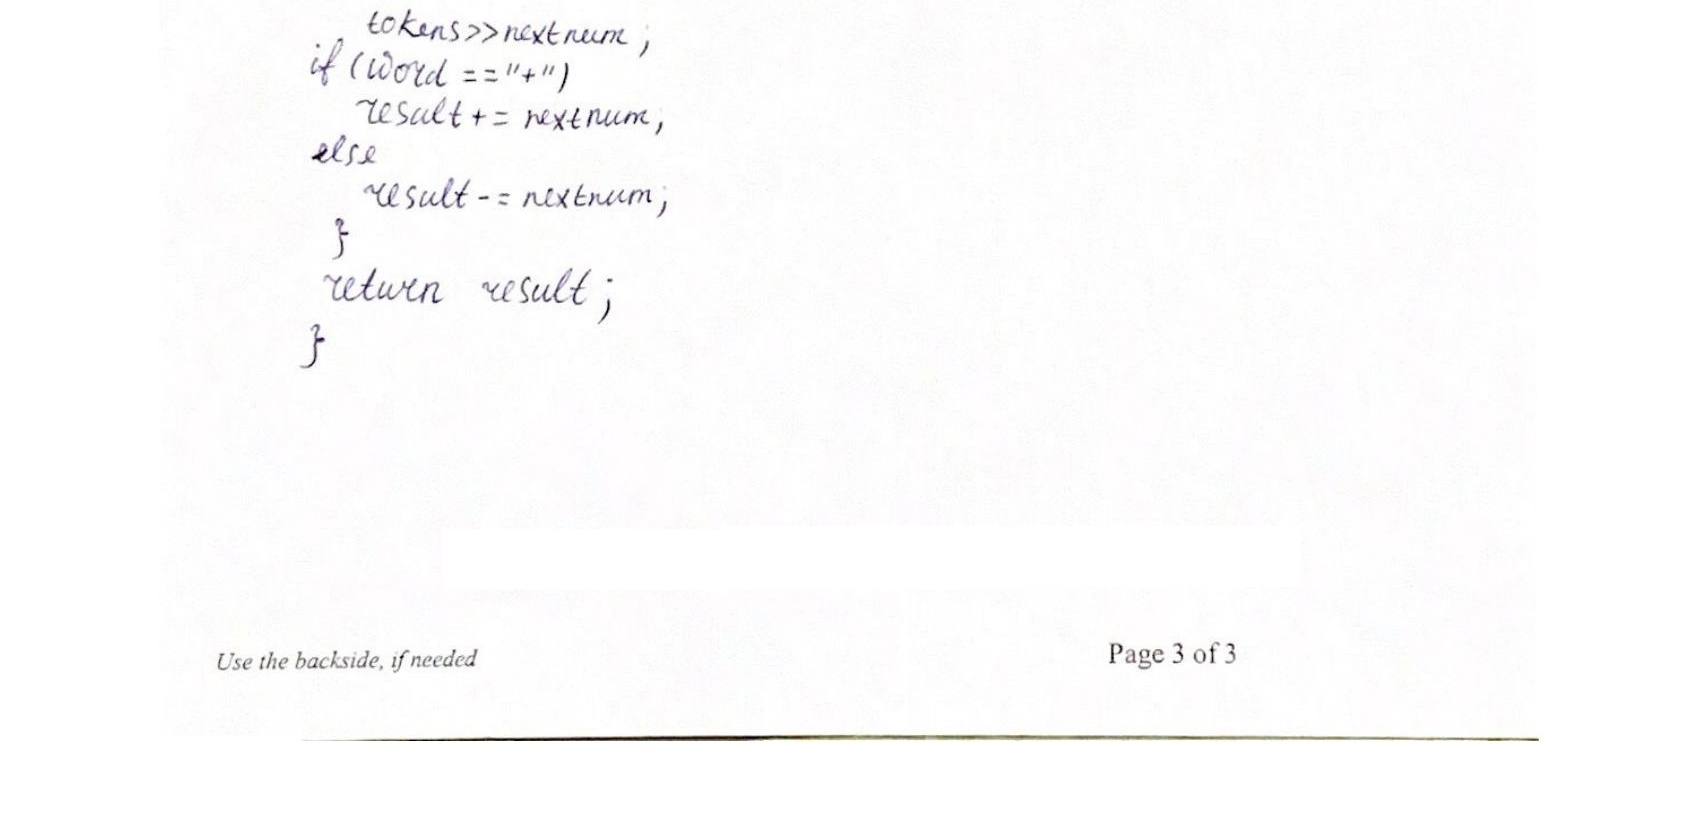 tokens>>nextnum;
if (Word =="+")
result += nextnum;
else
result -= nextnum;
}
return result;
}
Use the backside, if needed
Page 3 of 3